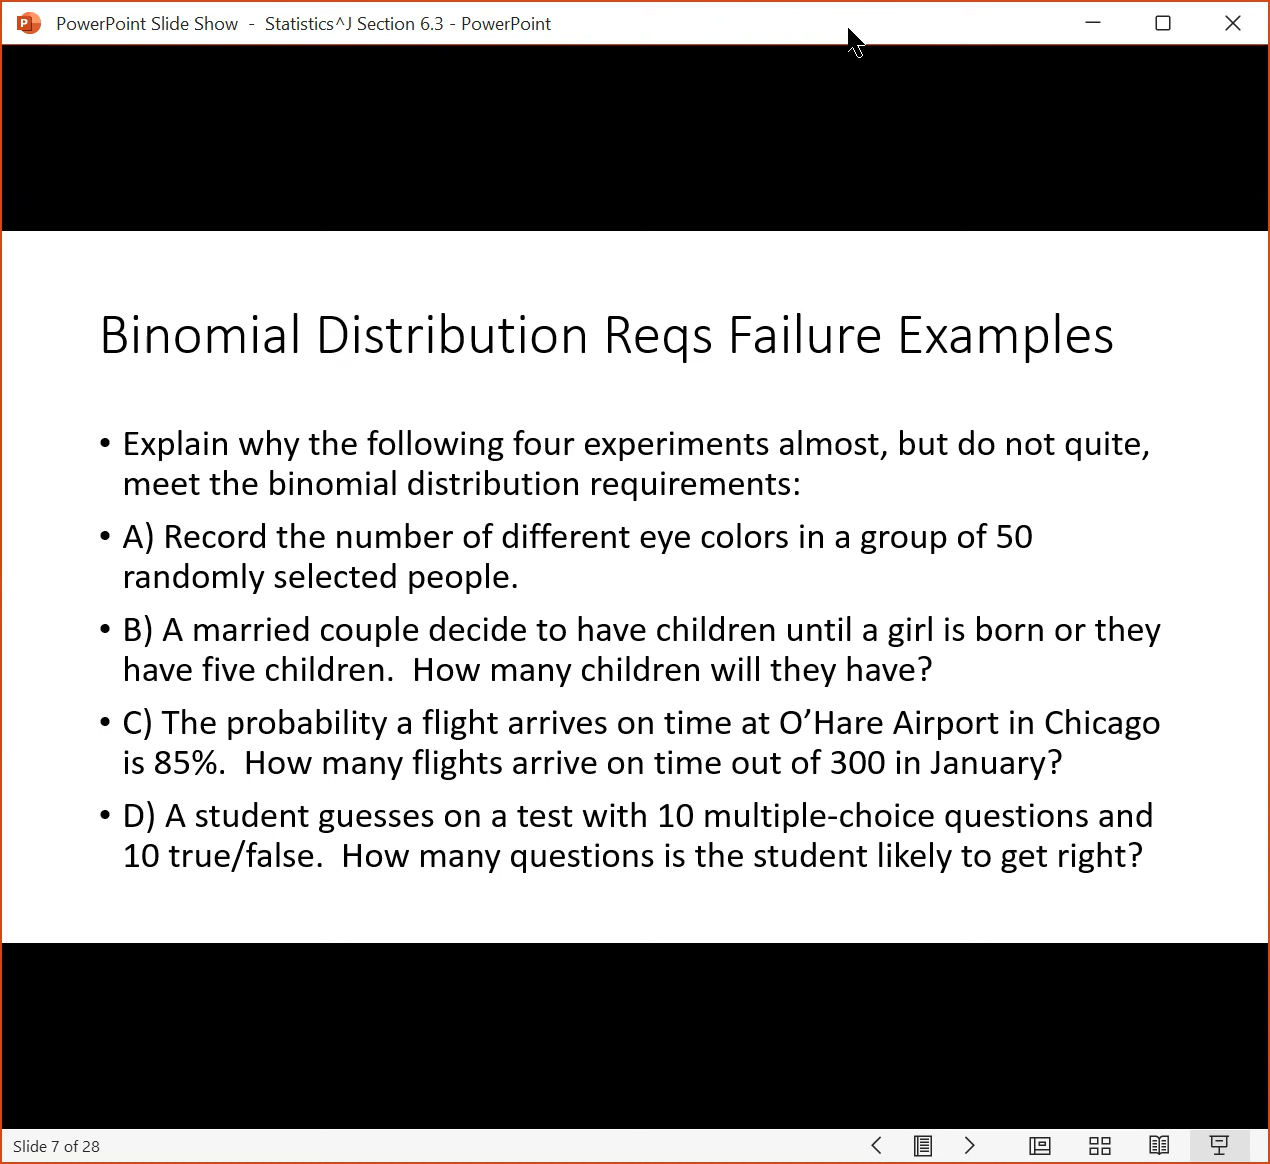 PowerPoint Slide Show - Statistics^J Section 6.3 - PowerPoint
Binomial Distribution Reqs Failure Examples
• Explain why the following four experiments almost, but do not quite,
meet the binomial distribution requirements:
• A) Record the number of different eye colors in a group of 50
randomly selected people.
• B) A married couple decide to have children until a girl is born or they
have five children.  How many children will they have?
• C) The probability a flight arrives on time at O’Hare Airport in Chicago
is 85%.  How many flights arrive on time out of 300 in January?
• D) A student guesses on a test with 10 multiple-choice questions and
10 true/false.  How many questions is the student likely to get right?
Slide 7 of 28